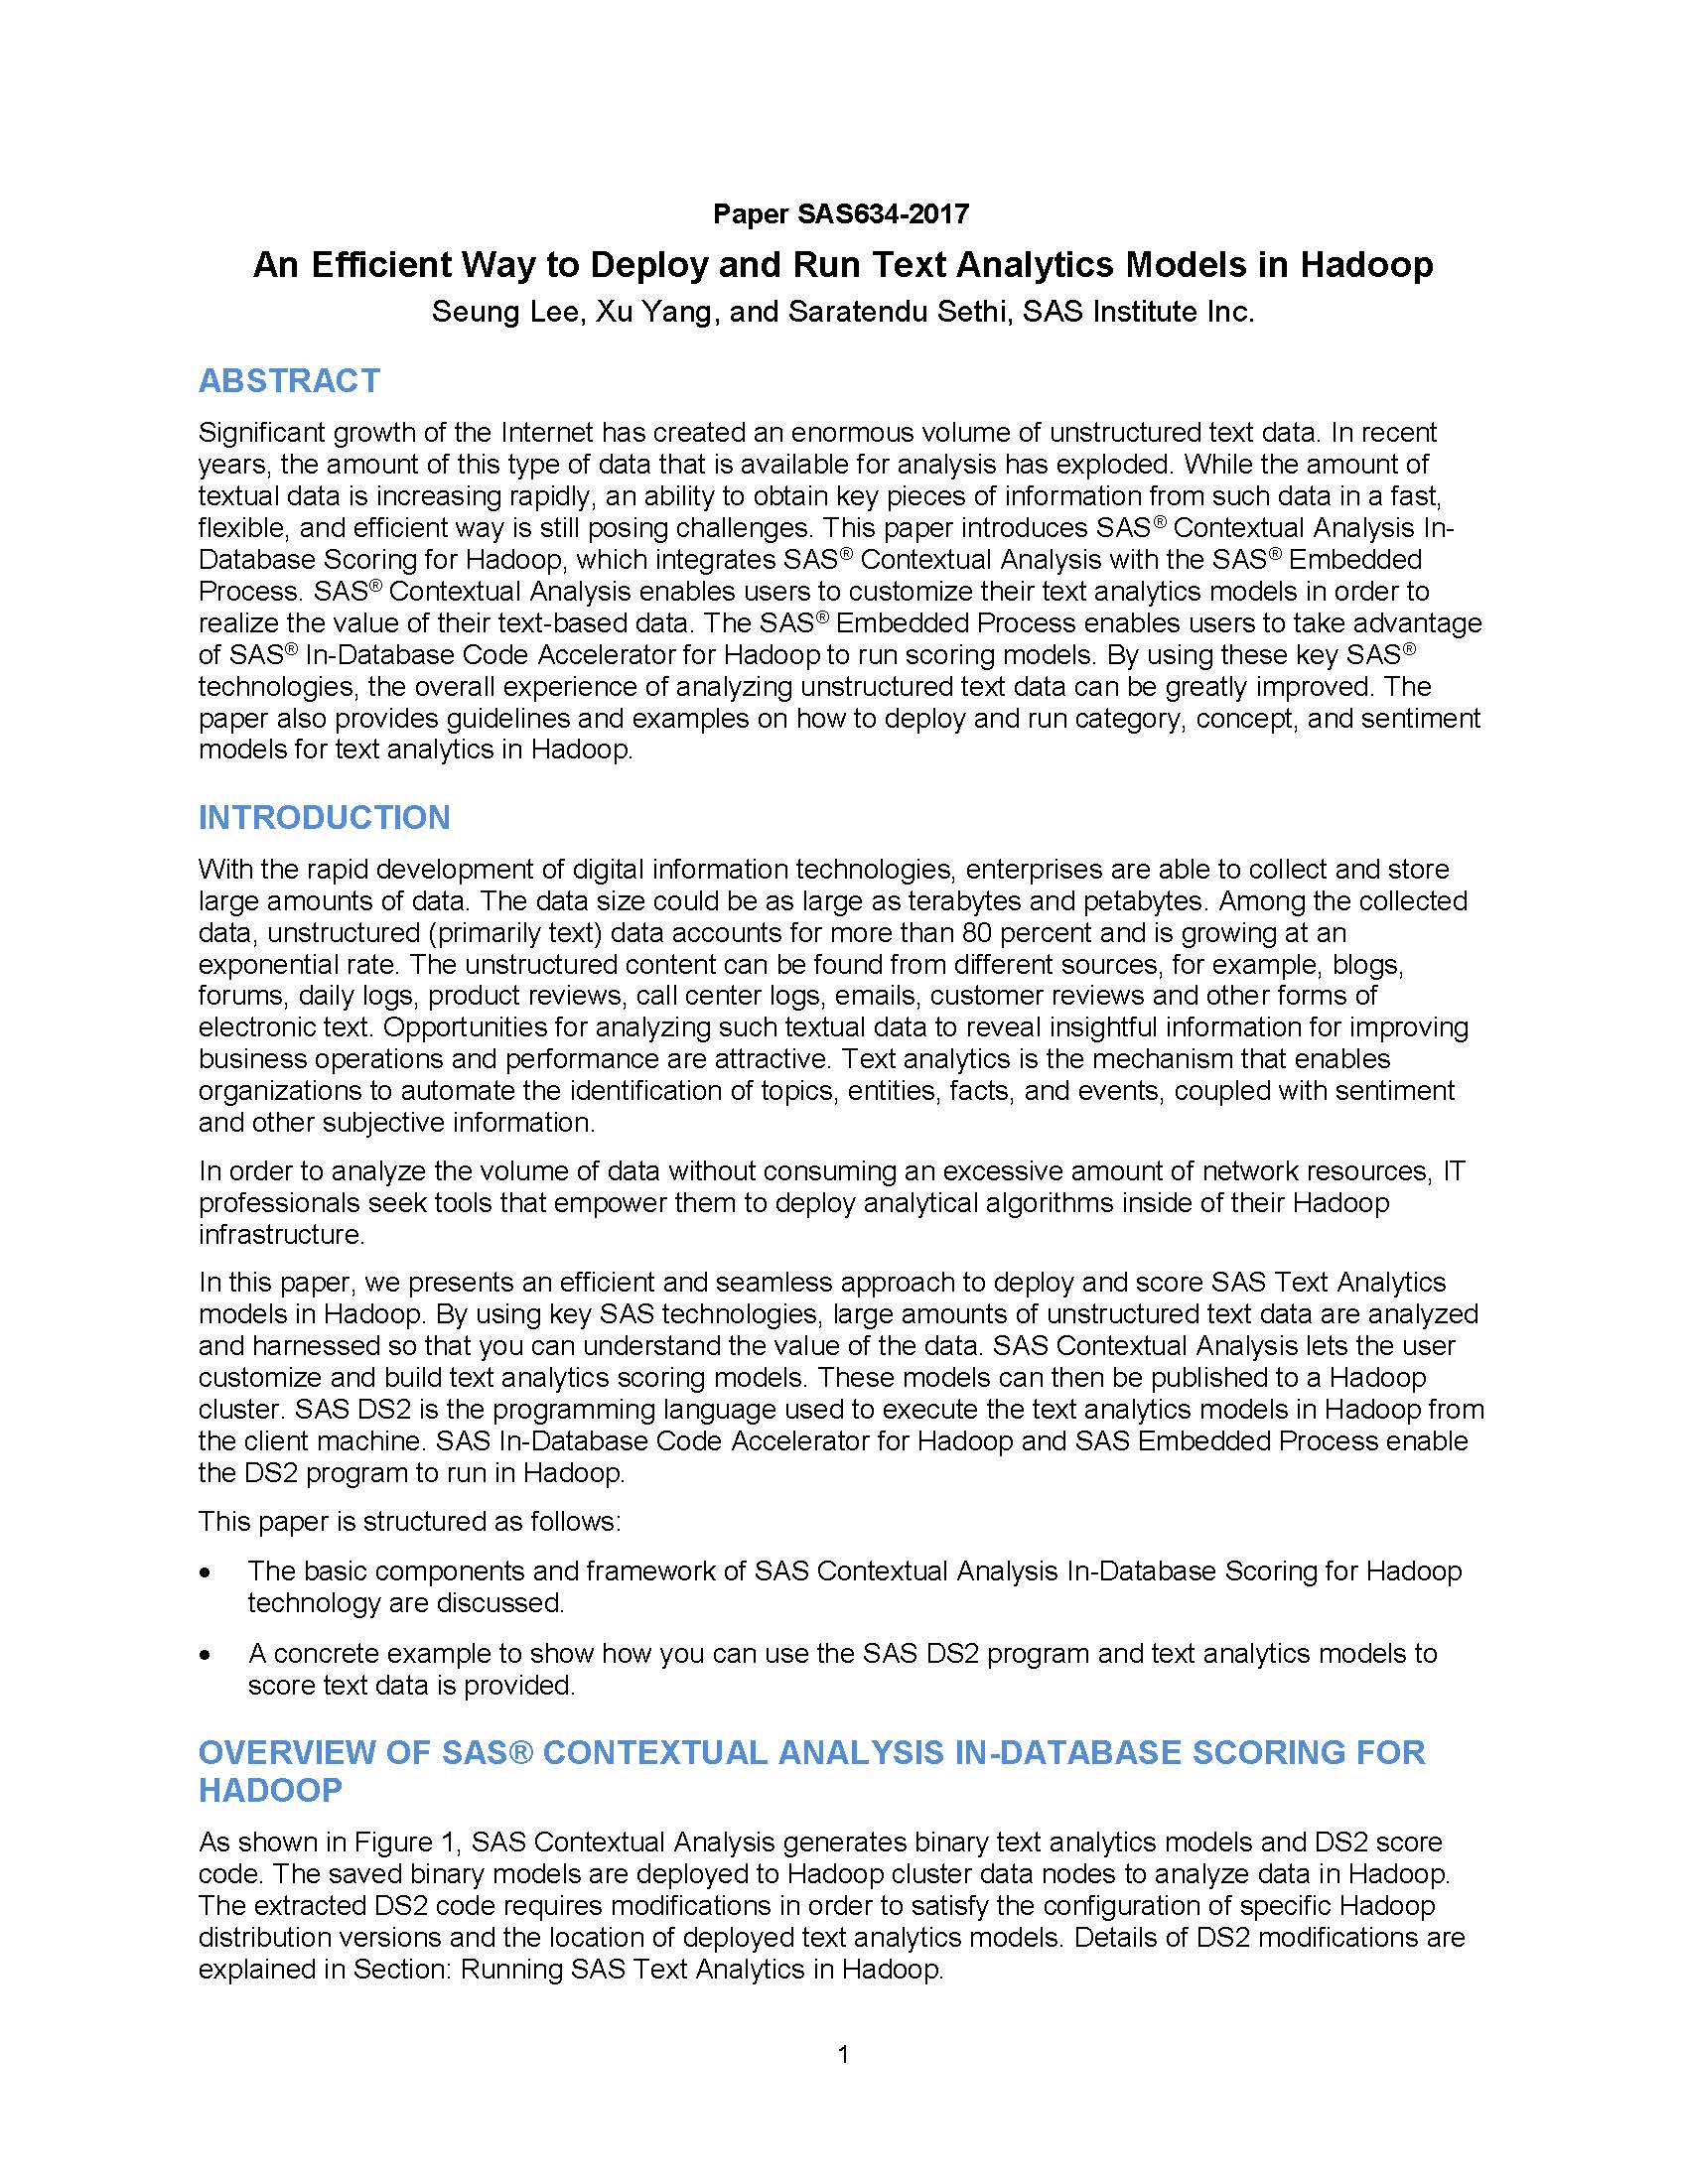 Paper SAS634-2017
An Efficient Way to Deploy and Run Text Analytics Models in Hadoop
Seung Lee, Xu Yang, and Saratendu Sethi, SAS Institute Inc.
ABSTRACT
Significant growth of the Internet has created an enormous volume of unstructured text data. In recent
years, the amount of this type of data that is available for analysis has exploded. While the amount of
textual data is increasing rapidly, an ability to obtain key pieces of information from such data in a fast,
flexible, and efficient way is still posing challenges. This paper introduces SAS® Contextual Analysis In-
Database Scoring for Hadoop, which integrates SAS® Contextual Analysis with the SAS® Embedded
Process. SAS® Contextual Analysis enables users to customize their text analytics models in order to
realize the value of their text-based data. The SAS® Embedded Process enables users to take advantage
of SAS® In-Database Code Accelerator for Hadoop to run scoring models. By using these key SAS®
technologies, the overall experience of analyzing unstructured text data can be greatly improved. The
paper also provides guidelines and examples on how to deploy and run category, concept, and sentiment
models for text analytics in Hadoop.
INTRODUCTION
With the rapid development of digital information technologies, enterprises are able to collect and store
large amounts of data. The data size could be as large as terabytes and petabytes. Among the collected
data, unstructured (primarily text) data accounts for more than 80 percent and is growing at an
exponential rate. The unstructured content can be found from different sources, for example, blogs,
forums, daily logs, product reviews, call center logs, emails, customer reviews and other forms of
electronic text. Opportunities for analyzing such textual data to reveal insightful information for improving
business operations and performance are attractive. Text analytics is the mechanism that enables
organizations to automate the identification of topics, entities, facts, and events, coupled with sentiment
and other subjective information.
In order to analyze the volume of data without consuming an excessive amount of network resources, IT
professionals seek tools that empower them to deploy analytical algorithms inside of their Hadoop
infrastructure.
In this paper, we presents an efficient and seamless approach to deploy and score SAS Text Analytics
models in Hadoop. By using key SAS technologies, large amounts of unstructured text data are analyzed
and harnessed so that you can understand the value of the data. SAS Contextual Analysis lets the user
customize and build text analytics scoring models. These models can then be published to a Hadoop
cluster. SAS DS2 is the programming language used to execute the text analytics models in Hadoop from
the client machine. SAS In-Database Code Accelerator for Hadoop and SAS Embedded Process enable
the DS2 program to run in Hadoop.
This paper is structured as follows:
• The basic components and framework of SAS Contextual Analysis In-Database Scoring for Hadoop
technology are discussed.
• A concrete example to show how you can use the SAS DS2 program and text analytics models to
score text data is provided.
OVERVIEW OF SAS® CONTEXTUAL ANALYSIS IN-DATABASE SCORING FOR
HADOOP
As shown in Figure 1, SAS Contextual Analysis generates binary text analytics models and DS2 score
code. The saved binary models are deployed to Hadoop cluster data nodes to analyze data in Hadoop.
The extracted DS2 code requires modifications in order to satisfy the configuration of specific Hadoop
distribution versions and the location of deployed text analytics models. Details of DS2 modifications are
explained in Section: Running SAS Text Analytics in Hadoop.
1